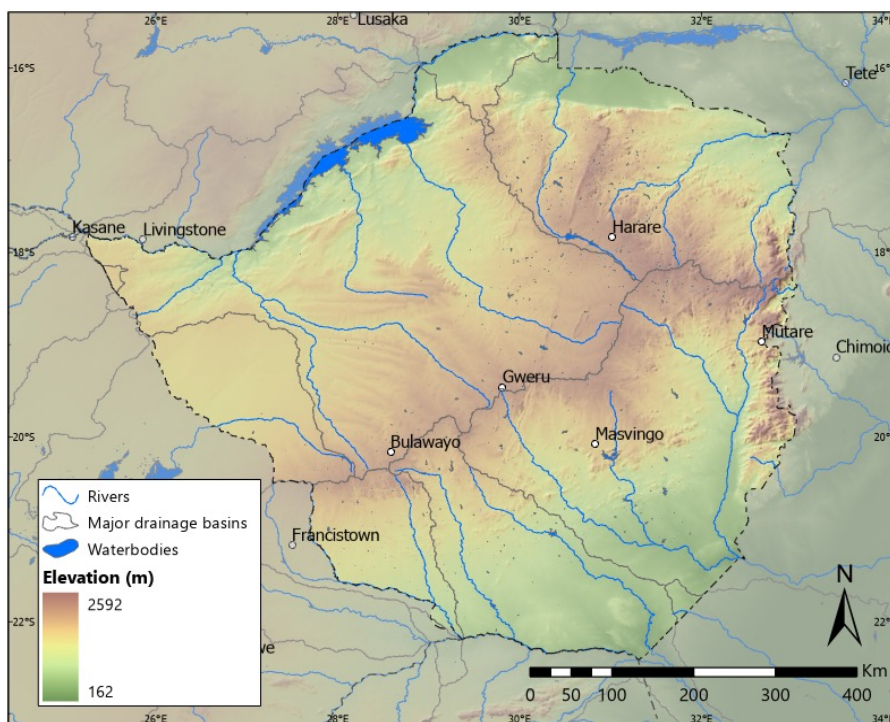 26°E 28°E Lusaka 30°E 32°E 34°E
16°S 16°S
Tete
Kasane Livingstone Harare
18°S 18°S
Mutare
Chimoio
Gweru
20°S Bulawayo Masvingo 20°S
Rivers
Major drainage basins
Waterbodies
Francistown
Elevation (m)
2592
162
N
22°S 22°S
we
Km
0 50 100 200 300 400
26°E 28°E 30°E 32°E 34°E